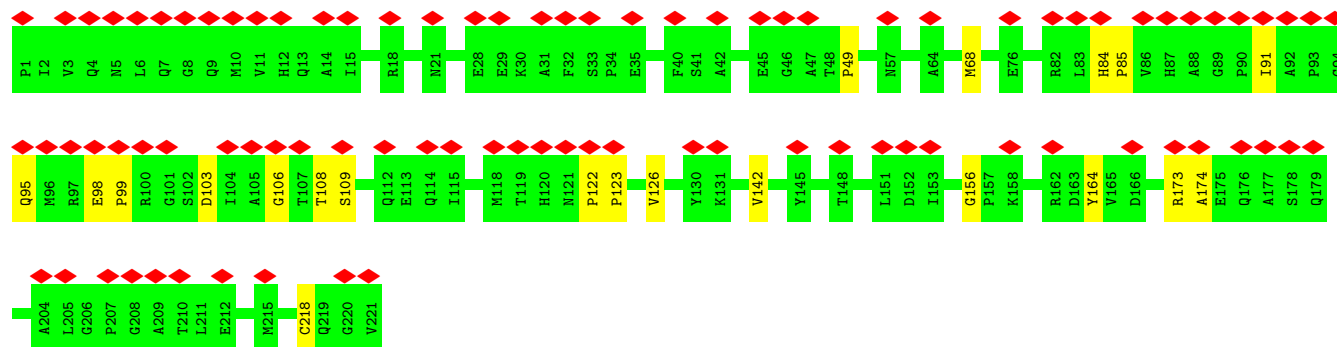 P1 I2 V3 Q4 N5 L6 Q7 G8 Q9 M10 V11 H12 Q13 A14 I15 R18 N21 E28 E29 K30 A31 F32 S33 P34 E35 F40 S41 A42 E45 G46 A47 T48 P49 N57 A64 M68 E76 R82 L83 H84 P85 V86 H87 A88 G89 P90 I91 A92 P93 G94
Q95 M96 R97 E98 P99 R100 G101 S102 D103 I104 A105 G106 T107 T108 S109 Q112 E113 Q114 I115 M118 T119 H120 N121 P122 P123 V126 Y130 K131 V142 Y145 T148 L151 D152 I153 G156 P157 K158 R162 D163 Y164 V165 D166 R173 A174 E175 Q176 A177 S178 Q179
A204 L205 G206 P207 G208 A209 T210 L211 E212 M215 C218 Q219 G220 V221